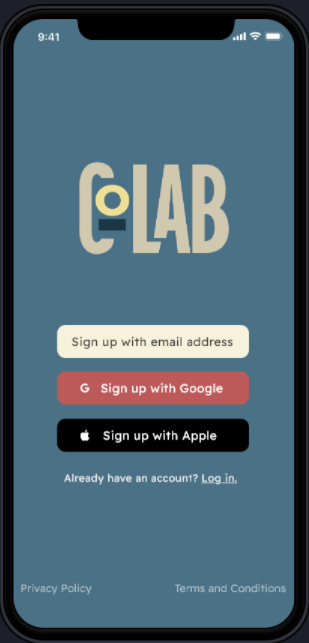 9:41
CoLAB
Sign up with email address
G Sign up with Google
Sign up with Apple
Already have an account? Log in.
Privacy Policy
Terms and Conditions